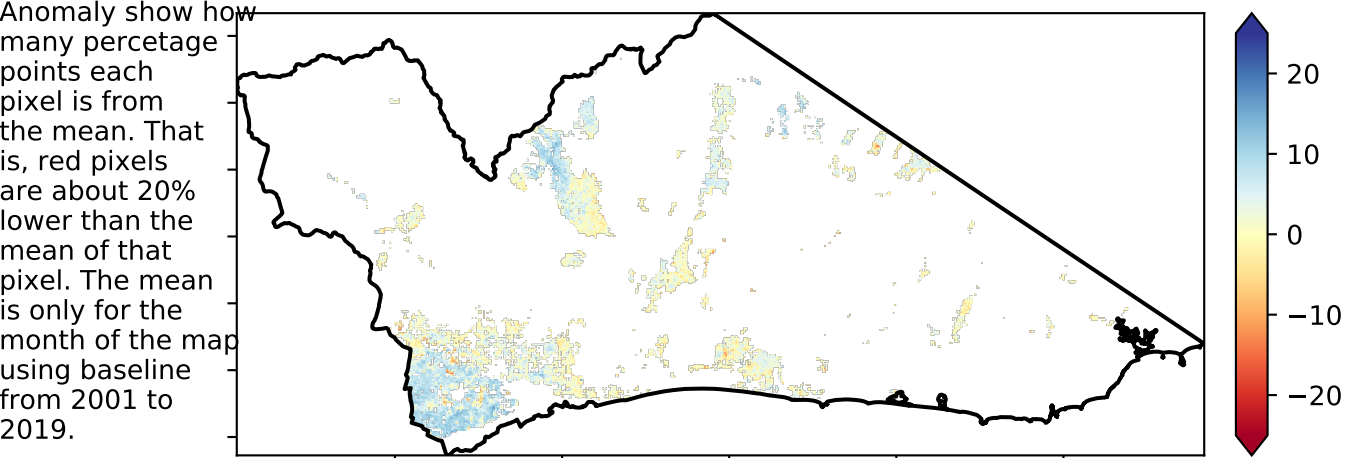 Anomaly show how
many percetage
points each
pixel is from
the mean. That
is, red pixels
are about 20%
lower than the
mean of that
pixel. The mean
is only for the
month of the map
using baseline
from 2001 to
2019.
20
10
0
−10
−20